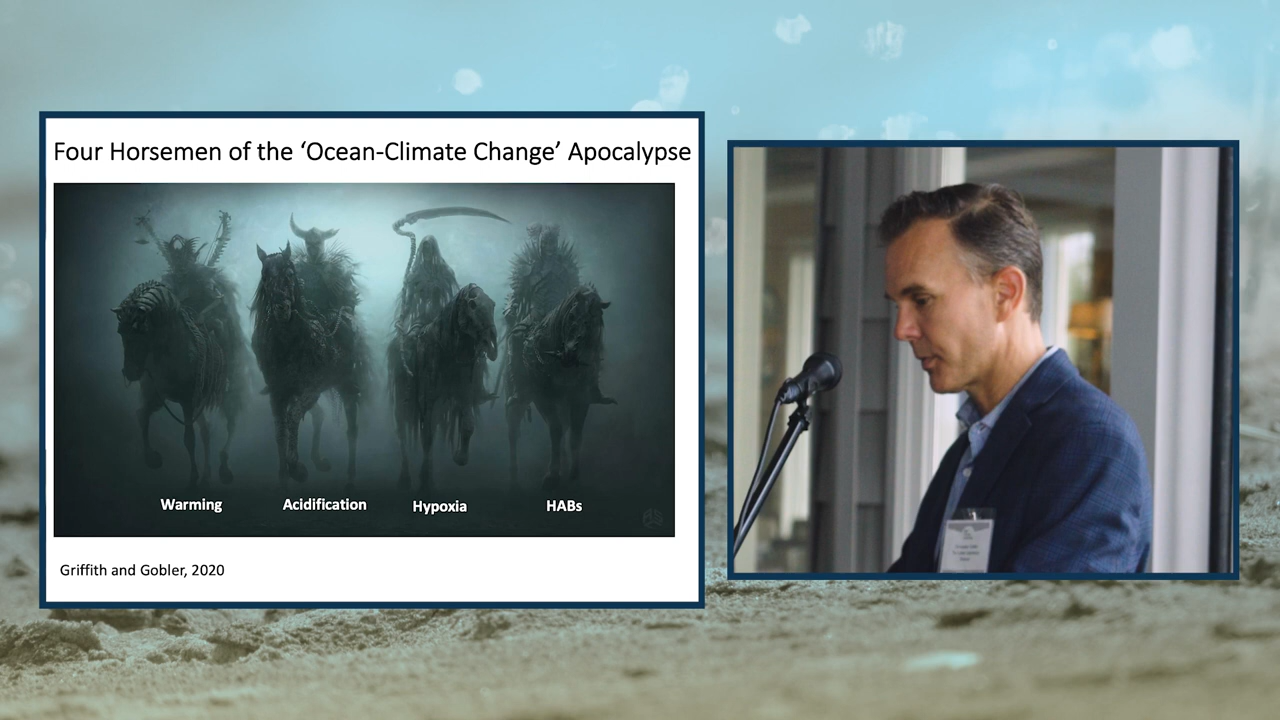 Four Horsemen of the ‘Ocean-Climate Change’ Apocalypse
Warming Acidification Hypoxia HABs
Griffith and Gobler, 2020